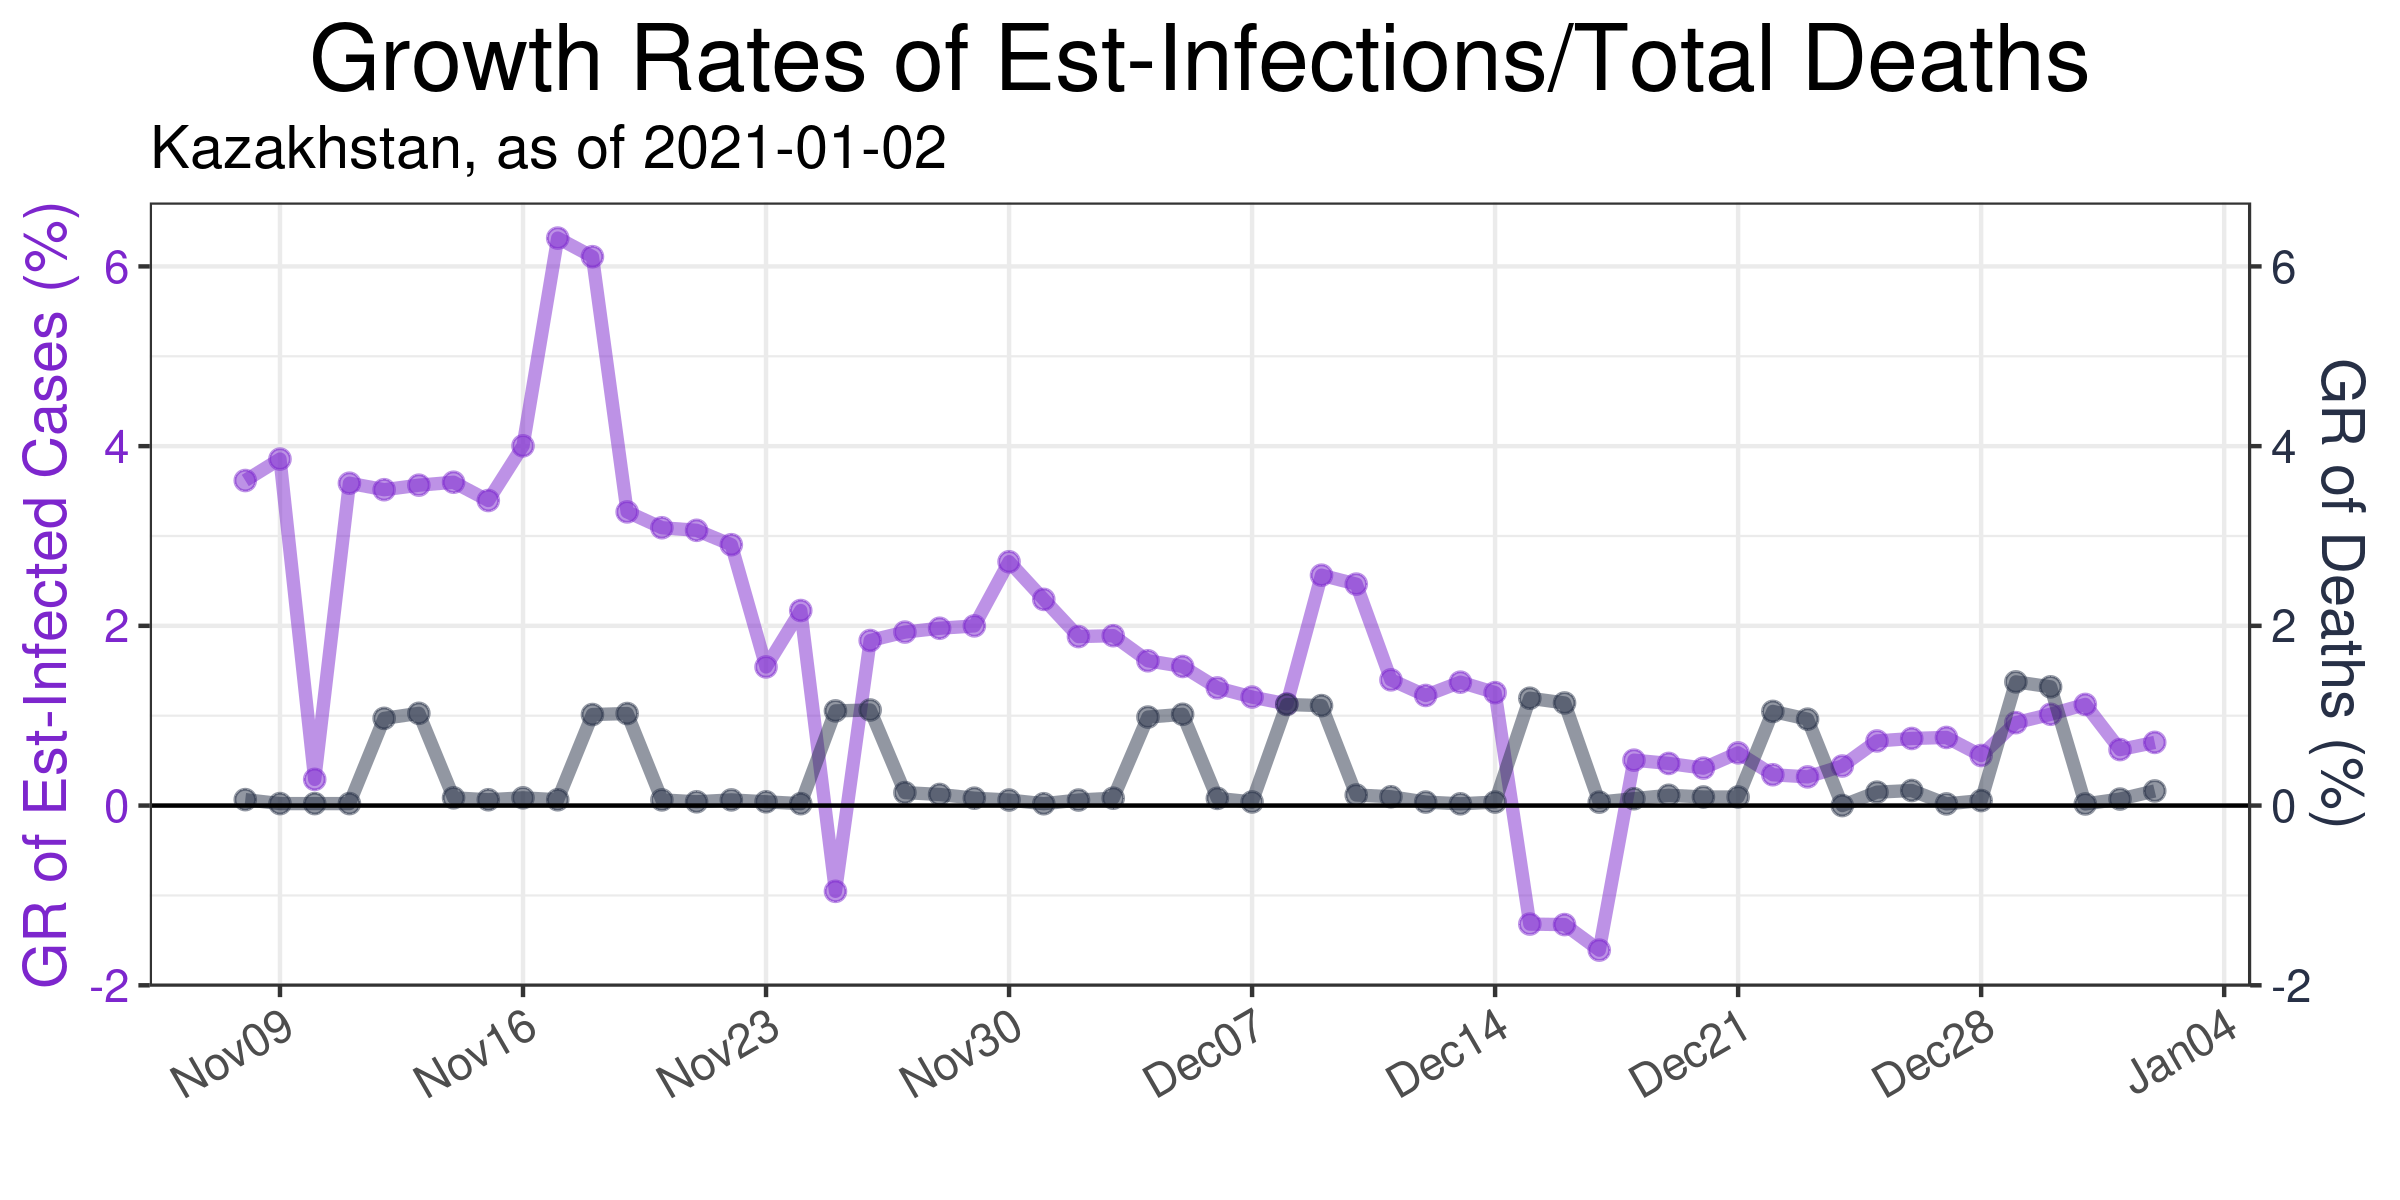 Growth Rates of Est-Infections/Total Deaths
Kazakhstan, as of 2021-01-02
GR of Est-Infected Cases (%)
6
4
2
0
-2
6
4
2
0
-2
GR of Deaths (%)
Nov09
Nov16
Nov23
Nov30
Dec07
Dec14
Dec21
Dec28
Jan04